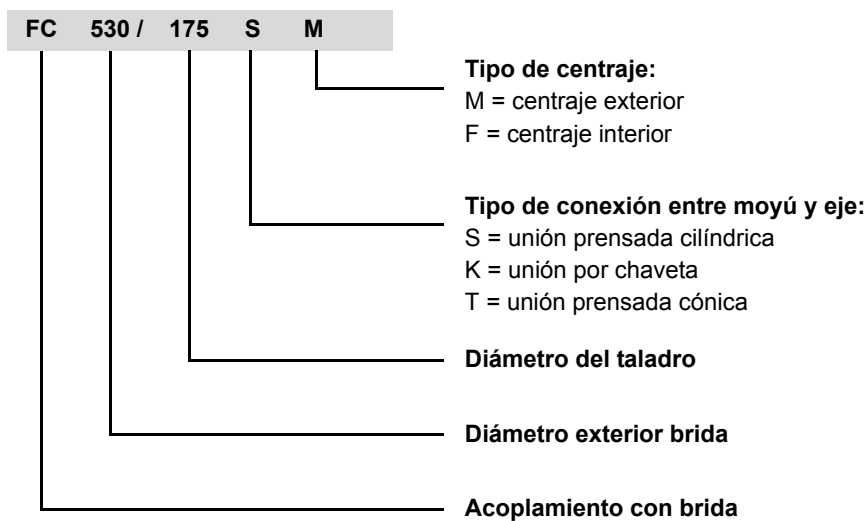 FC 530 / 175 S M
Tipo de centraje:
M = centraje exterior
F = centraje interior
Tipo de conexión entre moyú y eje:
S = unión prensada cilíndrica
K = unión por chaveta
T = unión prensada cónica
Diámetro del taladro
Diámetro exterior brida
Acoplamiento con brida